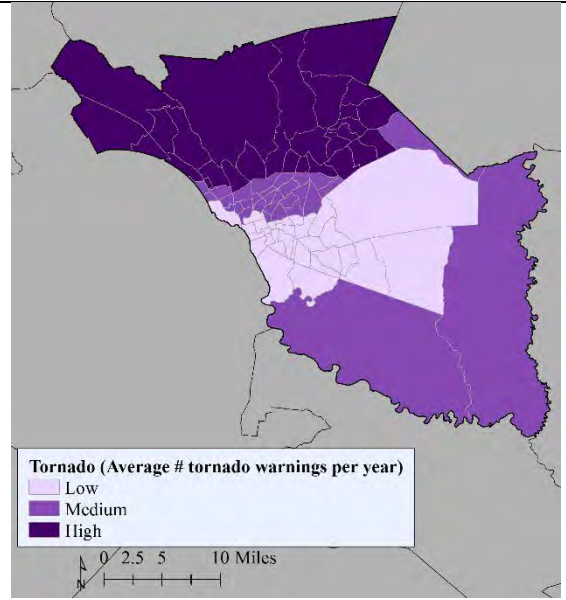 Tornado (Average # tornado warnings per year)
Low
Medium
High
0 2.5 5 10 Miles
N